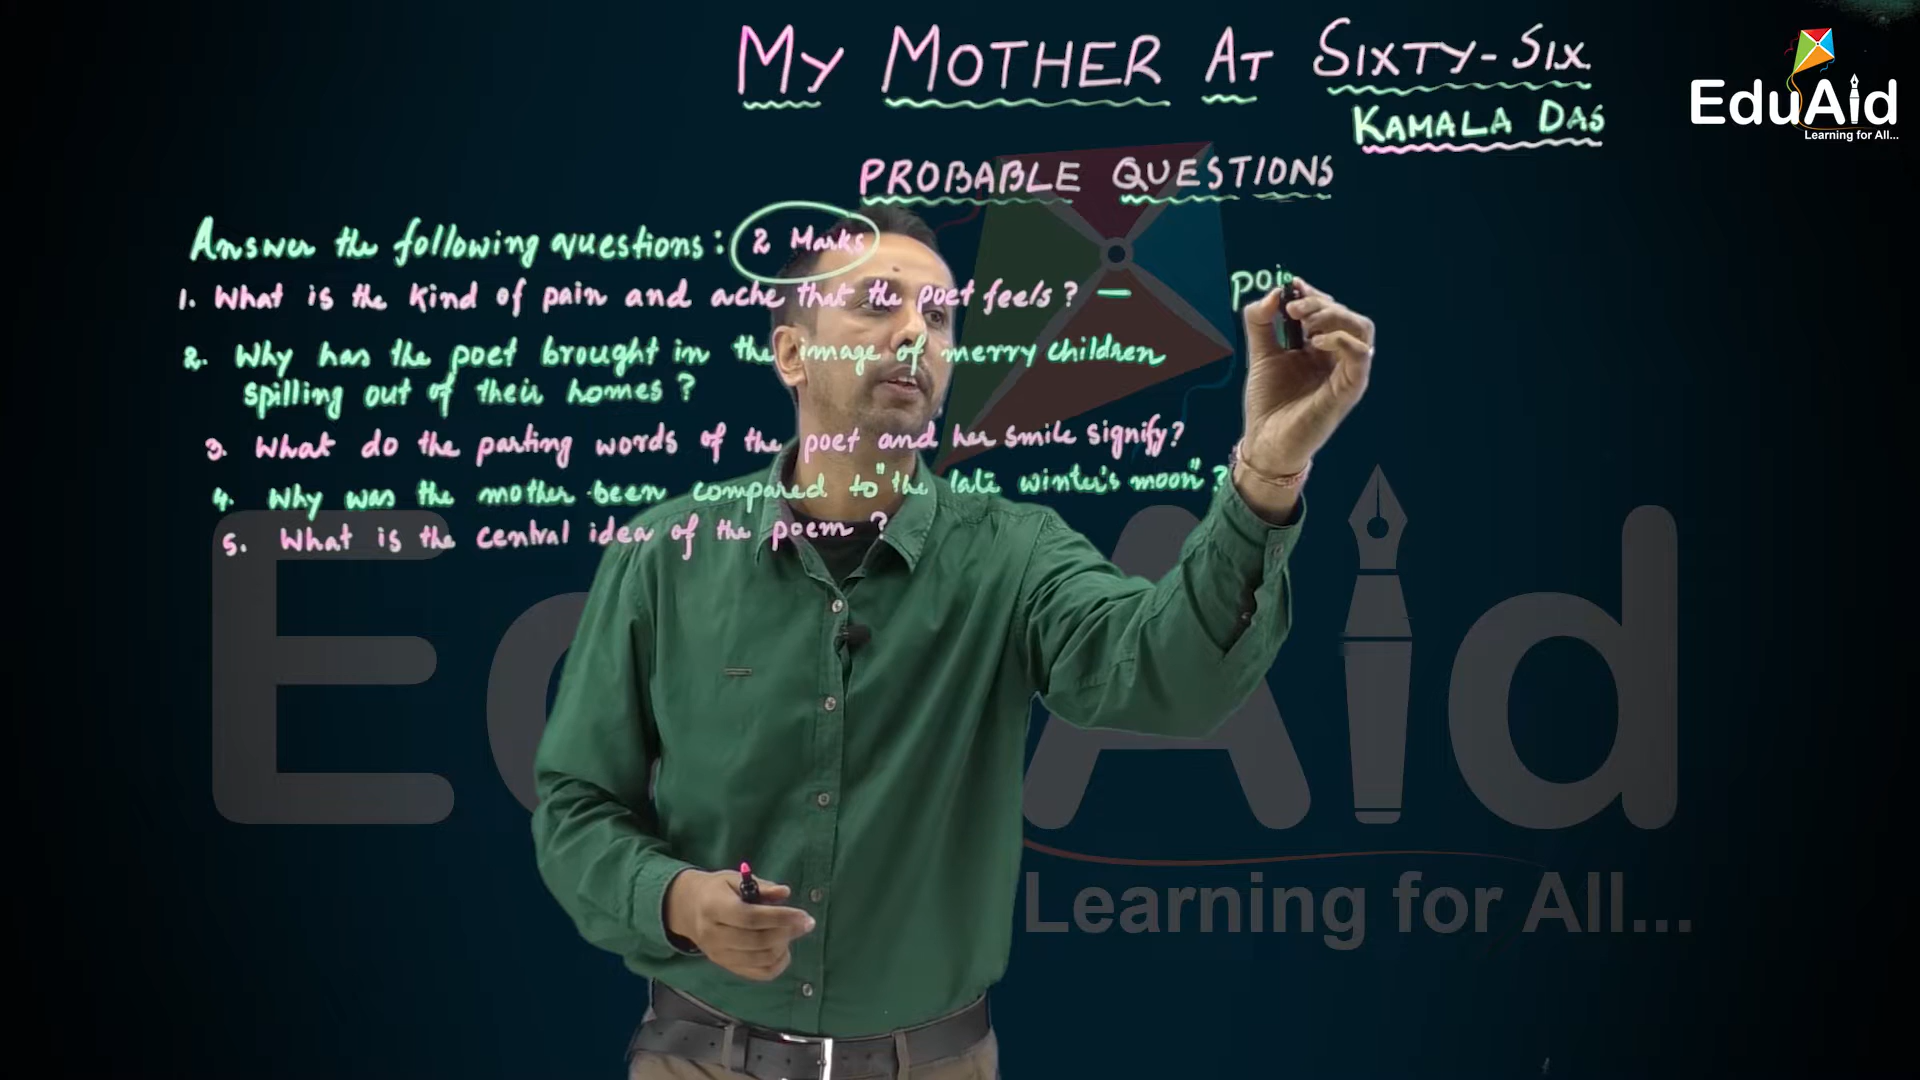 MY MOTHER AT SIXTY-SIX
KAMALA DAS
EduAid
Learning for All...
PROBABLE QUESTIONS
Answer the following questions: 2 Marks
1. What is the kind of pain and ache that the poet feels? —
poi
2. Why has the poet brought in the image of merry children
spilling out of their homes?
3. What do the parting words of the poet and her smile signify?
4. Why was the mother been compared to "the late winter's moon"?
5. What is the central idea of the poem?
EduAid
Learning for All...